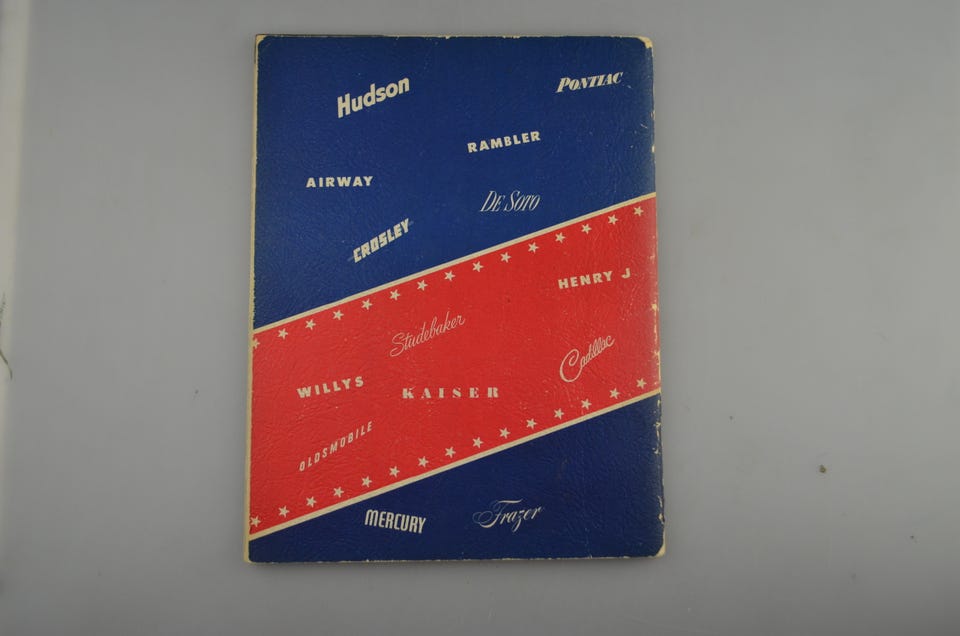 Hudson
PONTIAC
RAMBLER
AIRWAY
DE SOTO
CROSLEY
HENRY J
Studebaker
Cadillac
WILLYS
KAISER
OLDSMOBILE
MERCURY
Frazer